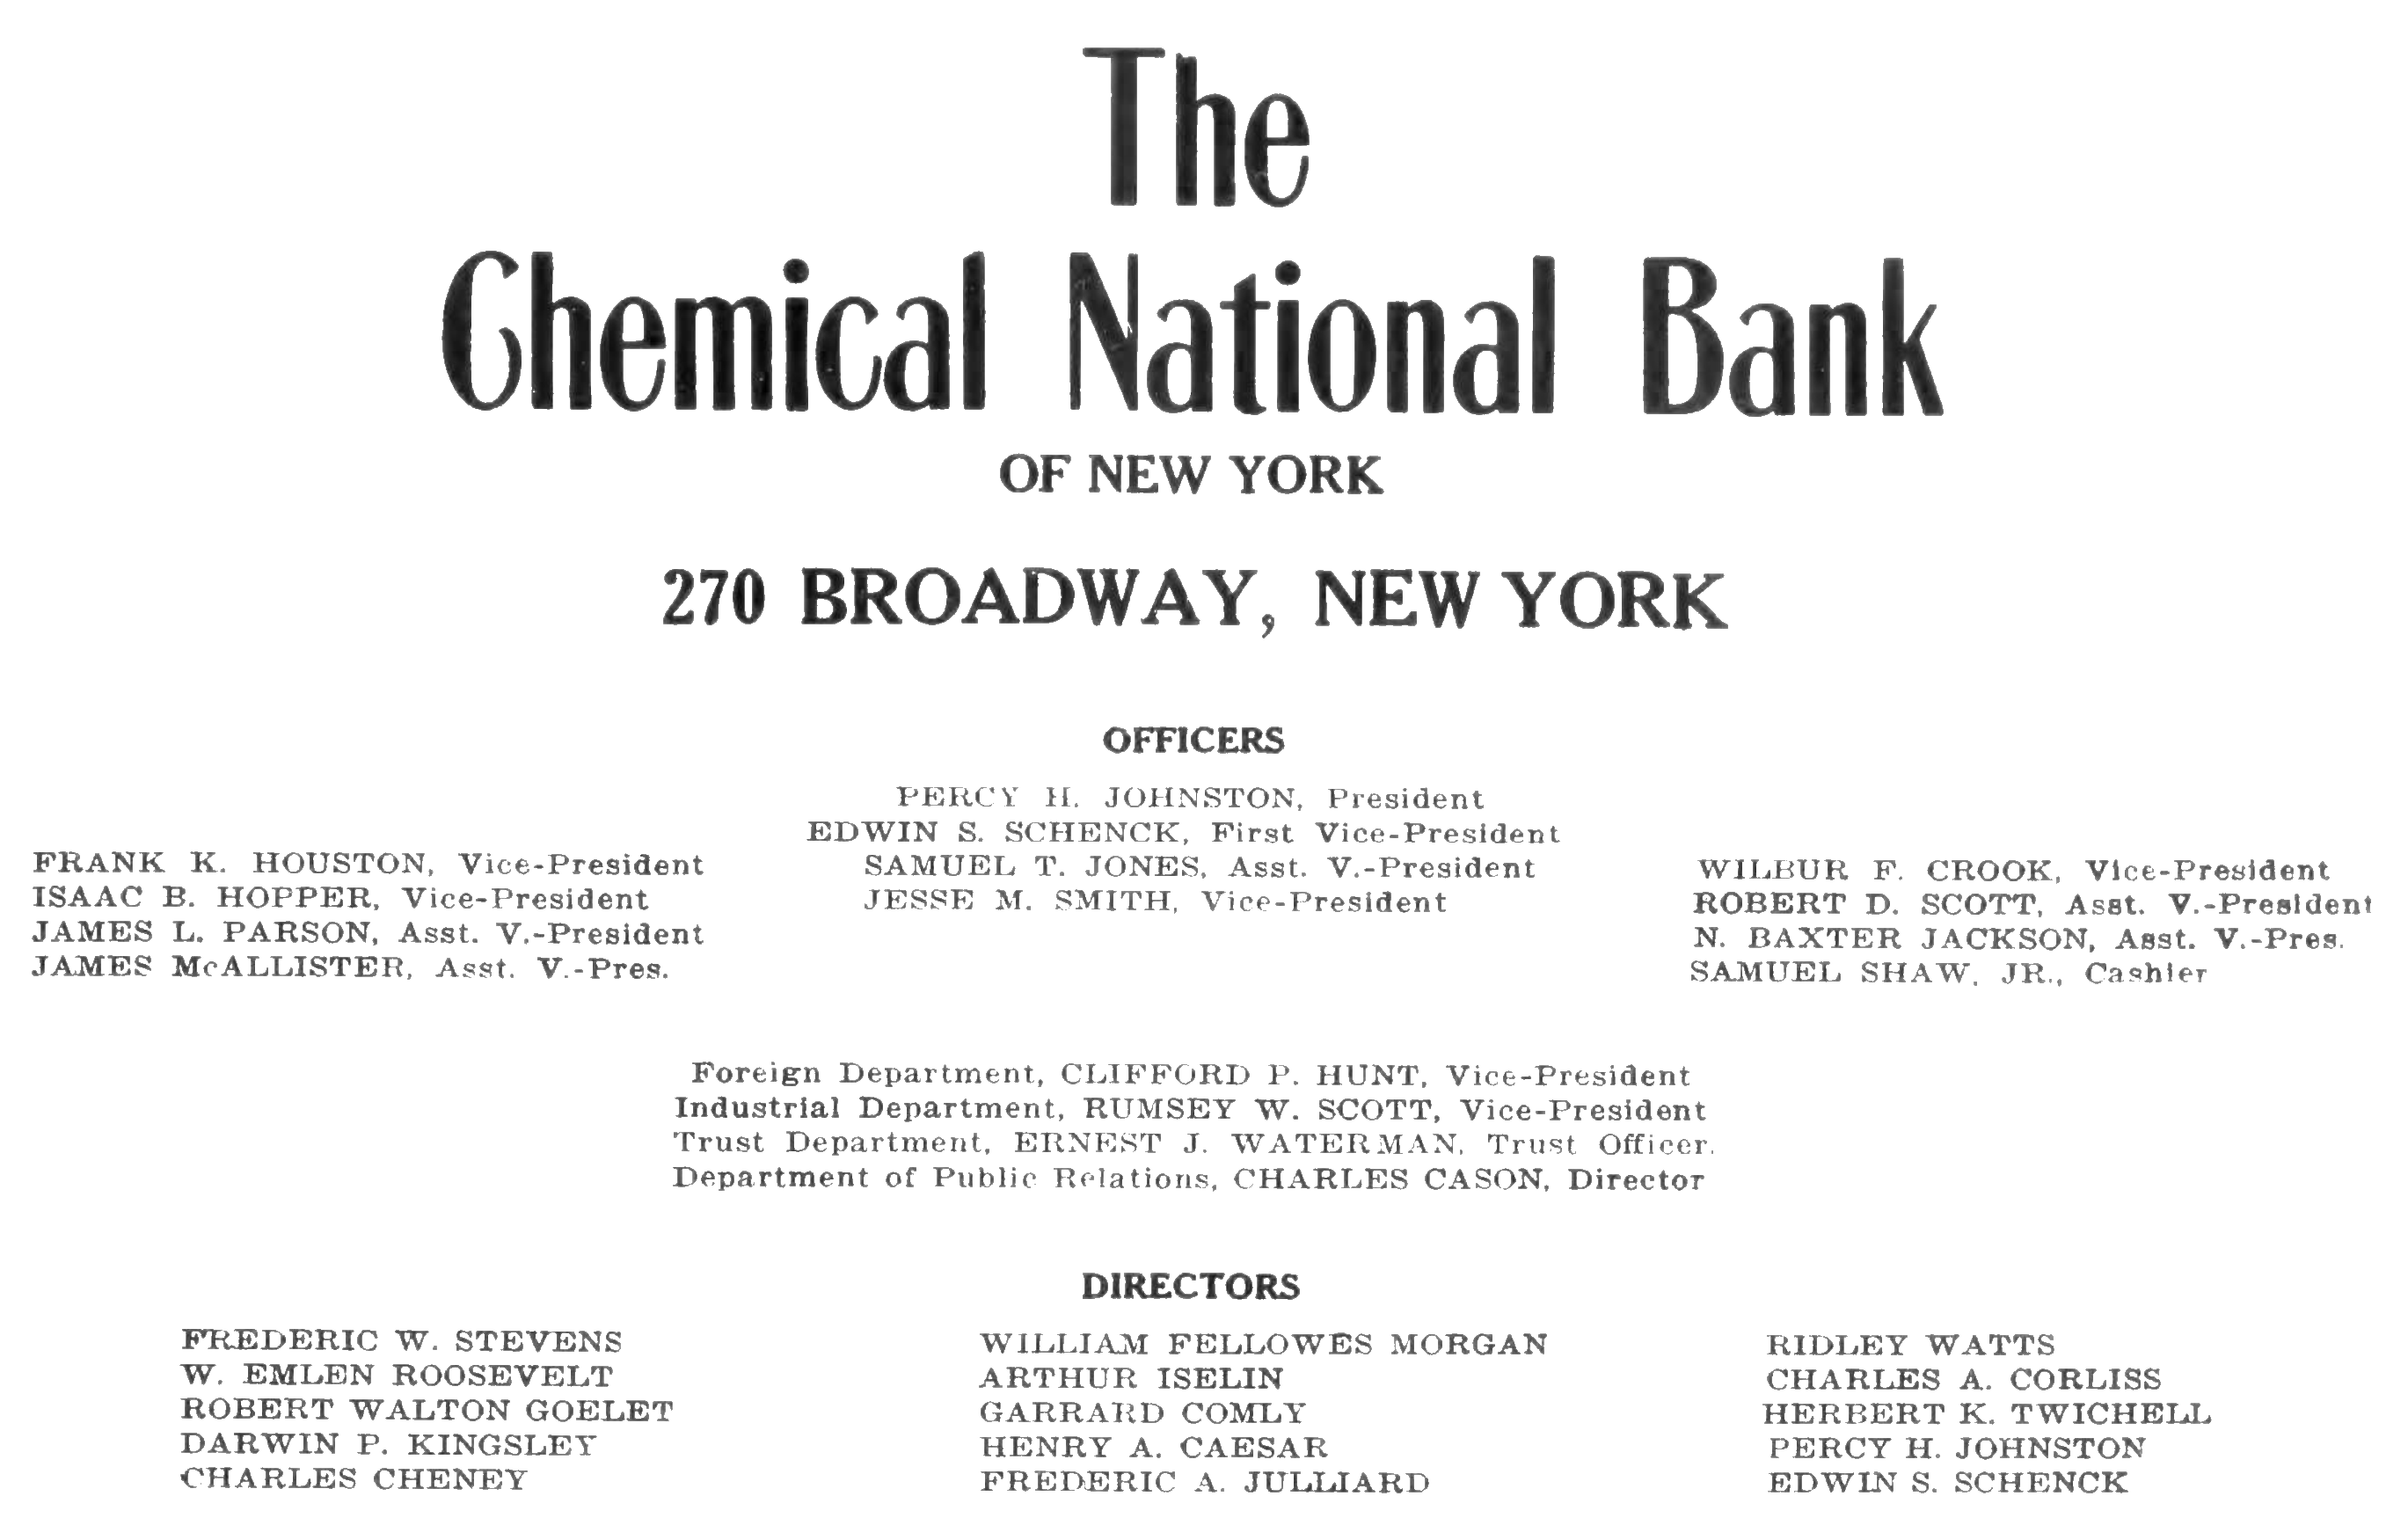 The
Chemical National Bank
OF NEW YORK
270 BROADWAY, NEW YORK
OFFICERS
PERCY H. JOHNSTON, President
EDWIN S. SCHENCK, First Vice-President
SAMUEL T. JONES, Asst. V.-President
JESSE M. SMITH, Vice-President
FRANK K. HOUSTON, Vice-President
ISAAC B. HOPPER, Vice-President
JAMES L. PARSON, Asst. V.-President
JAMES McALLISTER, Asst. V.-Pres.
WILBUR F. CROOK, Vice-President
ROBERT D. SCOTT, Asst. V.-President
N. BAXTER JACKSON, Asst. V.-Pres.
SAMUEL SHAW, JR., Cashier
Foreign Department, CLIFFORD P. HUNT, Vice-President
Industrial Department, RUMSEY W. SCOTT, Vice-President
Trust Department, ERNEST J. WATERMAN, Trust Officer.
Department of Public Relations, CHARLES CASON, Director
DIRECTORS
FREDERIC W. STEVENS
W. EMLEN ROOSEVELT
ROBERT WALTON GOELET
DARWIN P. KINGSLEY
CHARLES CHENEY
WILLIAM FELLOWES MORGAN
ARTHUR ISELIN
GARRARD COMLY
HENRY A. CAESAR
FREDERIC A. JULLIARD
RIDLEY WATTS
CHARLES A. CORLISS
HERBERT K. TWICHELL
PERCY H. JOHNSTON
EDWIN S. SCHENCK